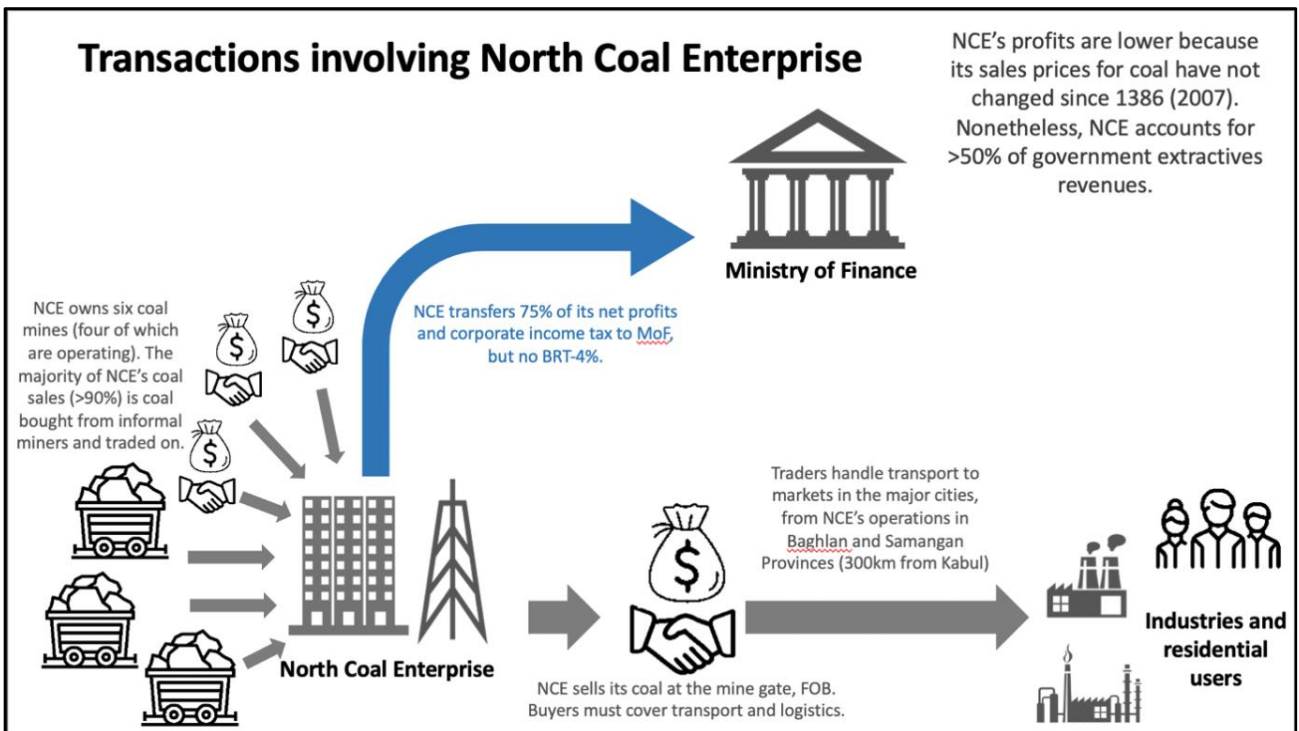 Transactions involving North Coal Enterprise
NCE's profits are lower because
its sales prices for coal have not
changed since 1386 (2007).
Nonetheless, NCE accounts for
>50% of government extractives
revenues.
Ministry of Finance
NCE transfers 75% of its net profits
and corporate income tax to MoF,
but no BRT-4%.
NCE owns six coal
mines (four of which
are operating). The
majority of NCE's coal
sales (>90%) is coal
bought from informal
miners and traded on.
$
$
$
North Coal Enterprise
$
NCE sells its coal at the mine gate, FOB.
Buyers must cover transport and logistics.
Traders handle transport to
markets in the major cities,
from NCE's operations in
Baghlan and Samangan
Provinces (300km from Kabul)
Industries and
residential
users